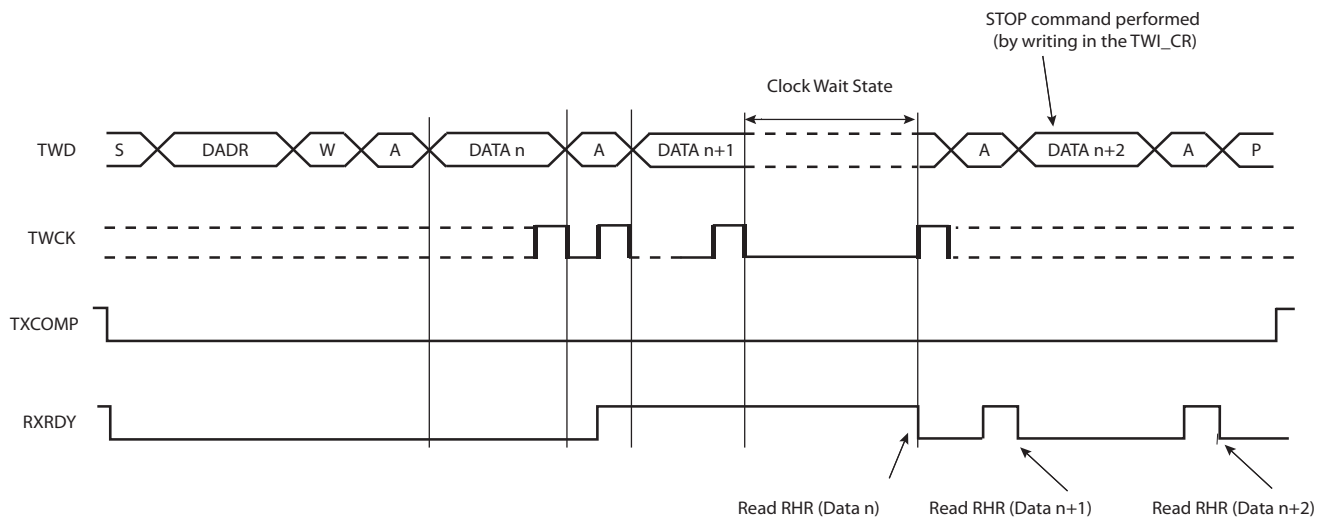 STOP command performed
(by writing in the TWI_CR)
Clock Wait State
TWD S DADR W A DATA n A DATA n+1 A DATA n+2 A P
TWCK
TXCOMP
RXRDY
Read RHR (Data n) Read RHR (Data n+1) Read RHR (Data n+2)